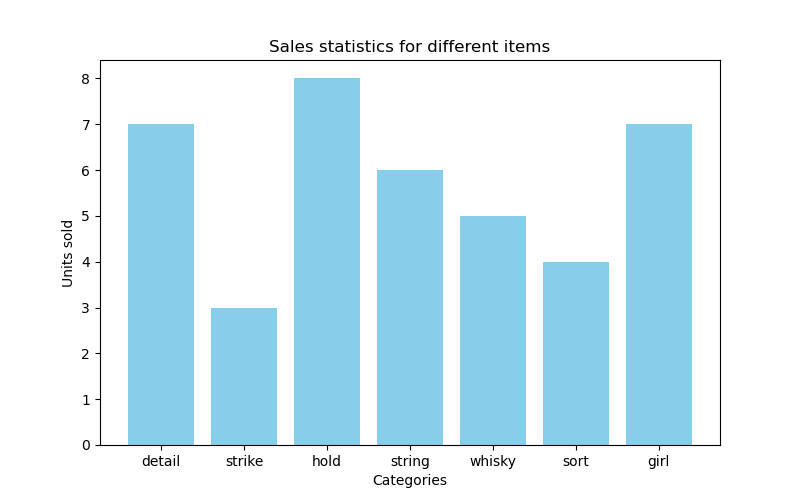 Sales statistics for different items
Units sold
8
7
6
5
4
3
2
1
0
detail strike hold string whisky sort girl
Categories